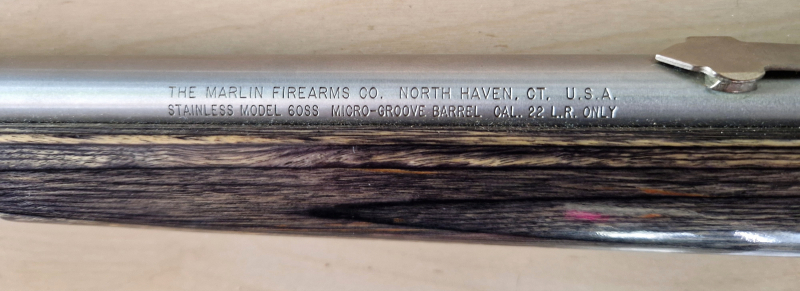 THE MARLIN FIREARMS CO. NORTH HAVEN, CT. U.S.A.
STAINLESS MODEL 60SS MICRO-GROOVE BARREL CAL. 22 L.R. ONLY